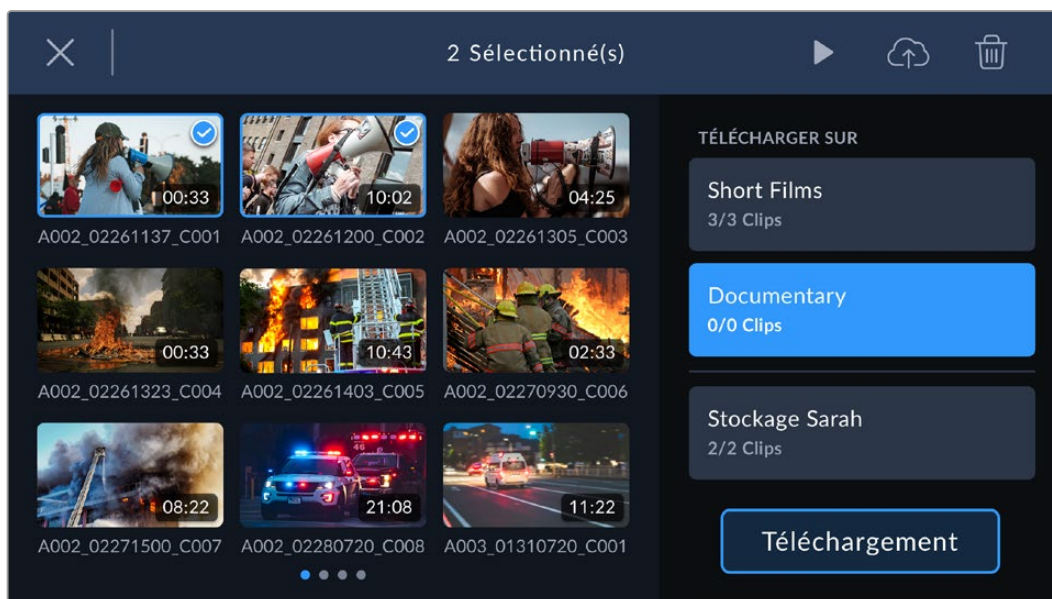 2 Sélectionné(s)
00:33
10:02
04:25
A002_02261137_C001
A002_02261200_C002
A002_02261305_C003
00:33
10:43
02:33
A002_02261323_C004
A002_02261403_C005
A002_02270930_C006
46
08:22
21:08
11:22
A002_02271500_C007
A002_02280720_C008
A003_01310720_C001
TÉLÉCHARGER SUR
Short Films
3/3 Clips
Documentary
0/0 Clips
Stockage Sarah
2/2 Clips
Téléchargement